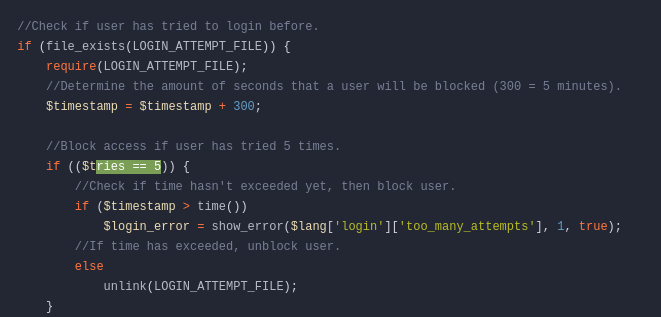 //Check if user has tried to login before.
if (file_exists(LOGIN_ATTEMPT_FILE)) {
    require(LOGIN_ATTEMPT_FILE);
    //Determine the amount of seconds that a user will be blocked (300 = 5 minutes).
    $timestamp = $timestamp + 300;

    //Block access if user has tried 5 times.
    if (($tries == 5)) {
        //Check if time hasn't exceeded yet, then block user.
        if ($timestamp > time())
            $login_error = show_error($lang['login']['too_many_attempts'], 1, true);
        //If time has exceeded, unblock user.
        else
            unlink(LOGIN_ATTEMPT_FILE);
    }